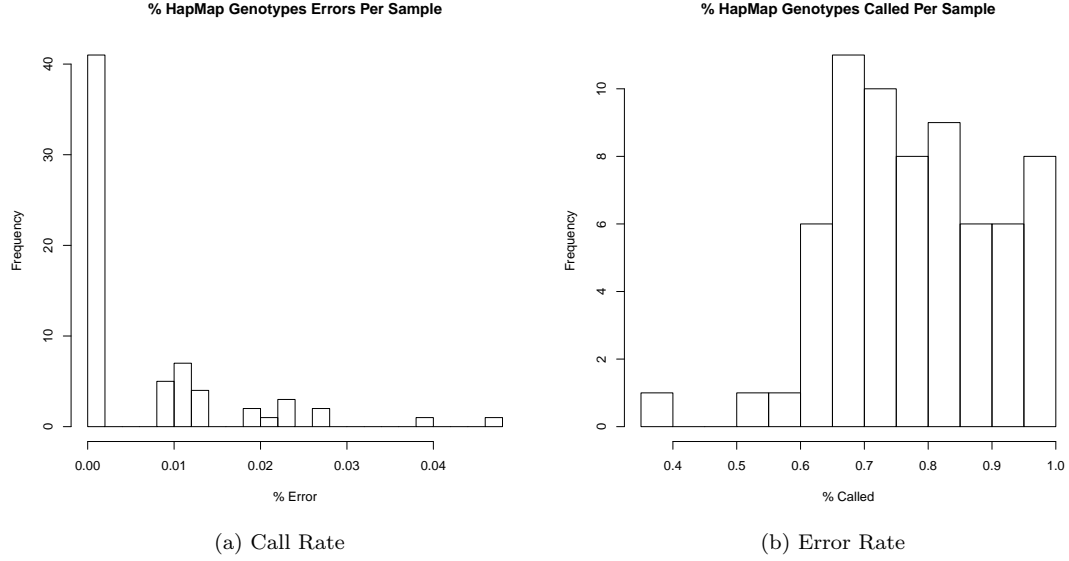 % HapMap Genotypes Errors Per Sample
Frequency
0
10
20
30
40
0.00 0.01 0.02 0.03 0.04
% Error
(a) Call Rate
% HapMap Genotypes Called Per Sample
Frequency
0
2
4
6
8
10
0.4 0.5 0.6 0.7 0.8 0.9 1.0
% Called
(b) Error Rate